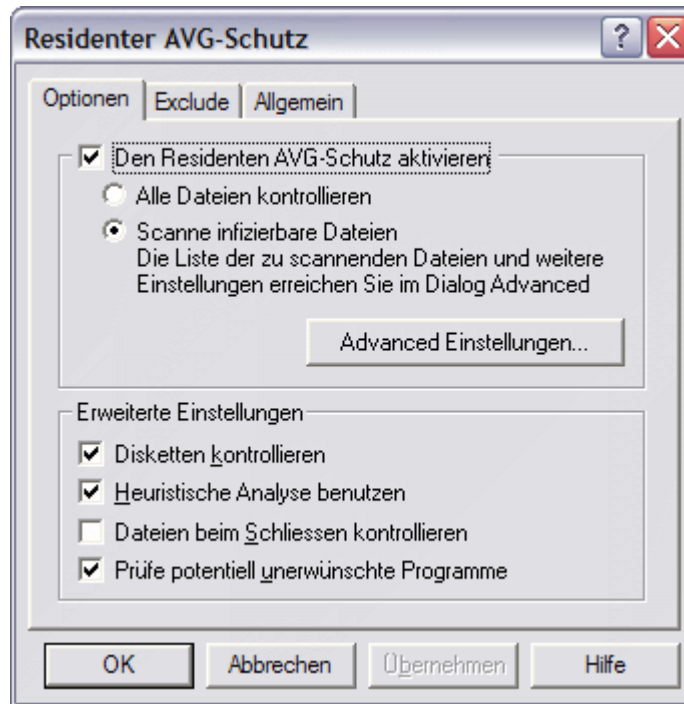 Residenter AVG-Schutz
Optionen
Exclude
Allgemein
Den Residenten AVG-Schutz aktivieren
Alle Dateien kontrollieren
Scanne infizierbare Dateien
Die Liste der zu scannenden Dateien und weitere
Einstellungen erreichen Sie im Dialog Advanced
Advanced Einstellungen...
Erweiterte Einstellungen
Disketten kontrollieren
Heuristische Analyse benutzen
Dateien beim Schliessen kontrollieren
Prüfe potentiell unerwünschte Programme
OK
Abbrechen
Übernehmen
Hilfe